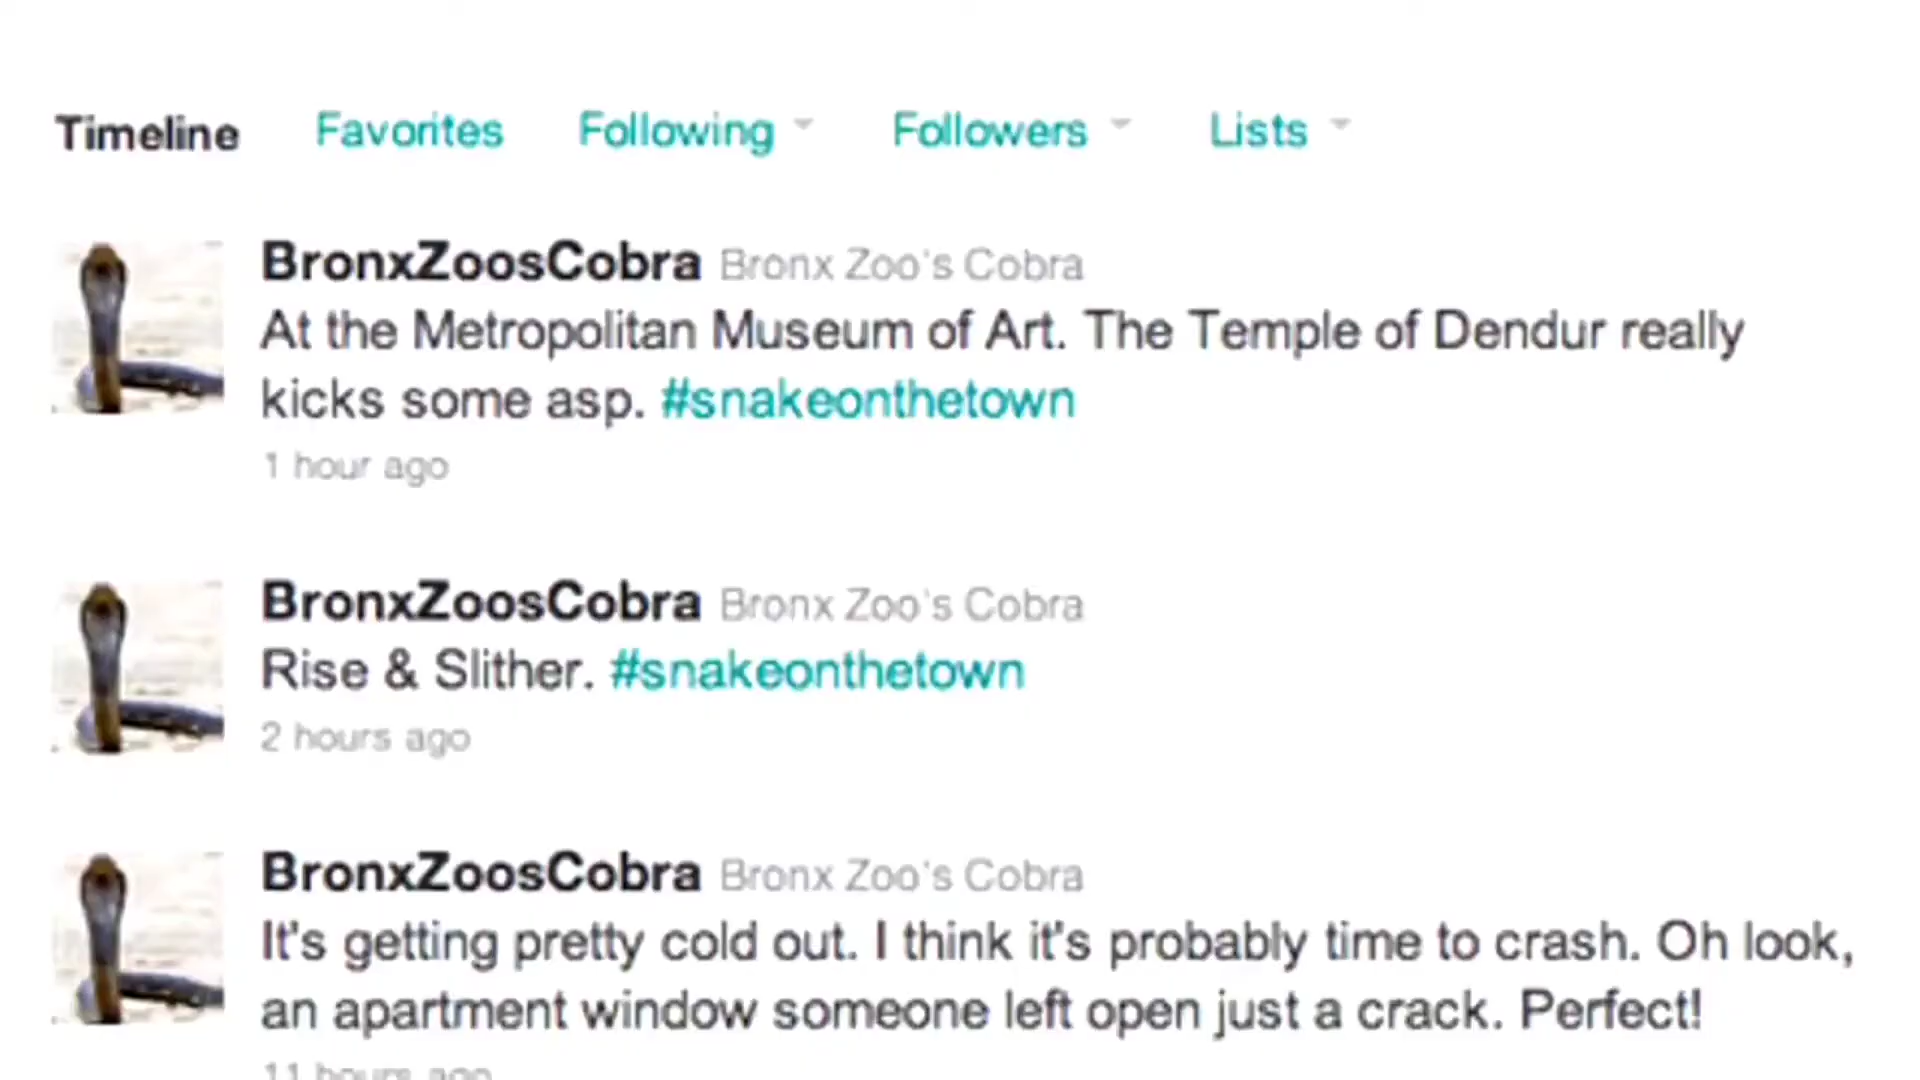 Timeline Favorites Following Followers Lists
BronxZoosCobra Bronx Zoo's Cobra
At the Metropolitan Museum of Art. The Temple of Dendur really
kicks some asp. #snakeonthetown
1 hour ago
BronxZoosCobra Bronx Zoo's Cobra
Rise & Slither. #snakeonthetown
2 hours ago
BronxZoosCobra Bronx Zoo's Cobra
It's getting pretty cold out. I think it's probably time to crash. Oh look,
an apartment window someone left open just a crack. Perfect!
11 hours ago